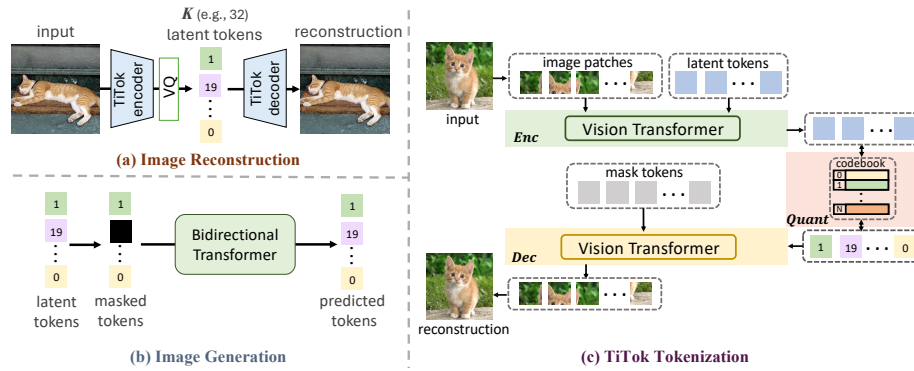 K (e.g., 32)
input
latent tokens
reconstruction
TiTok
encoder
VQ
1
19
0
TiTok
decoder
(a) Image Reconstruction
1
19
0
latent
tokens
1
0
masked
tokens
Bidirectional
Transformer
1
19
0
predicted
tokens
(b) Image Generation
input
image patches
latent tokens
Enc
Vision Transformer
mask tokens
codebook
0
1
N
Quant
Dec
Vision Transformer
1
19
0
reconstruction
(c) TiTok Tokenization